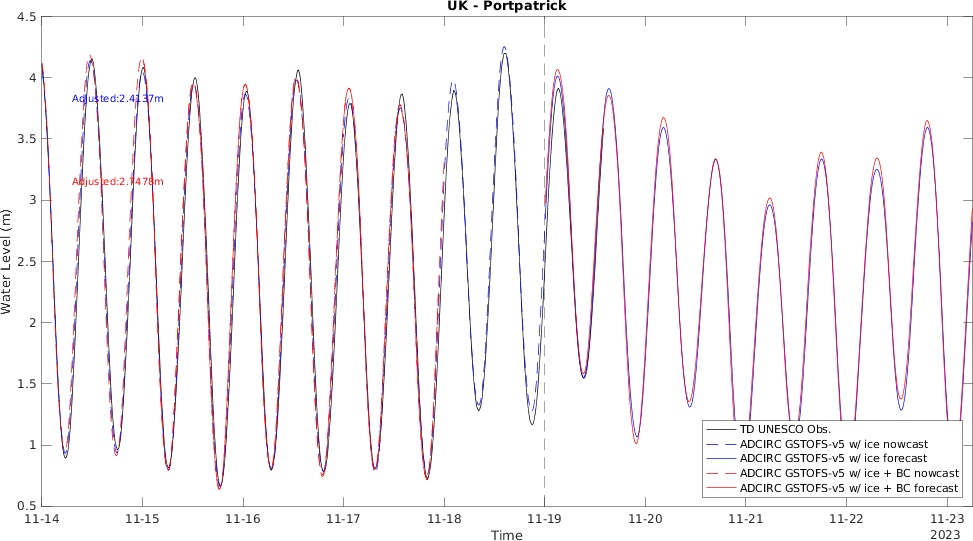 UK - Portpatrick
4.5
4
3.5
3
2.5
2
1.5
1
0.5
Water Level (m)
Adjusted:2.4137m
Adjusted:2.7478m
TD UNESCO Obs.
ADCIRC GSTOFS-v5 w/ ice nowcast
ADCIRC GSTOFS-v5 w/ ice forecast
ADCIRC GSTOFS-v5 w/ ice + BC nowcast
ADCIRC GSTOFS-v5 w/ ice + BC forecast
11-14 11-15 11-16 11-17 11-18 11-19 11-20 11-21 11-22 11-23
2023
Time